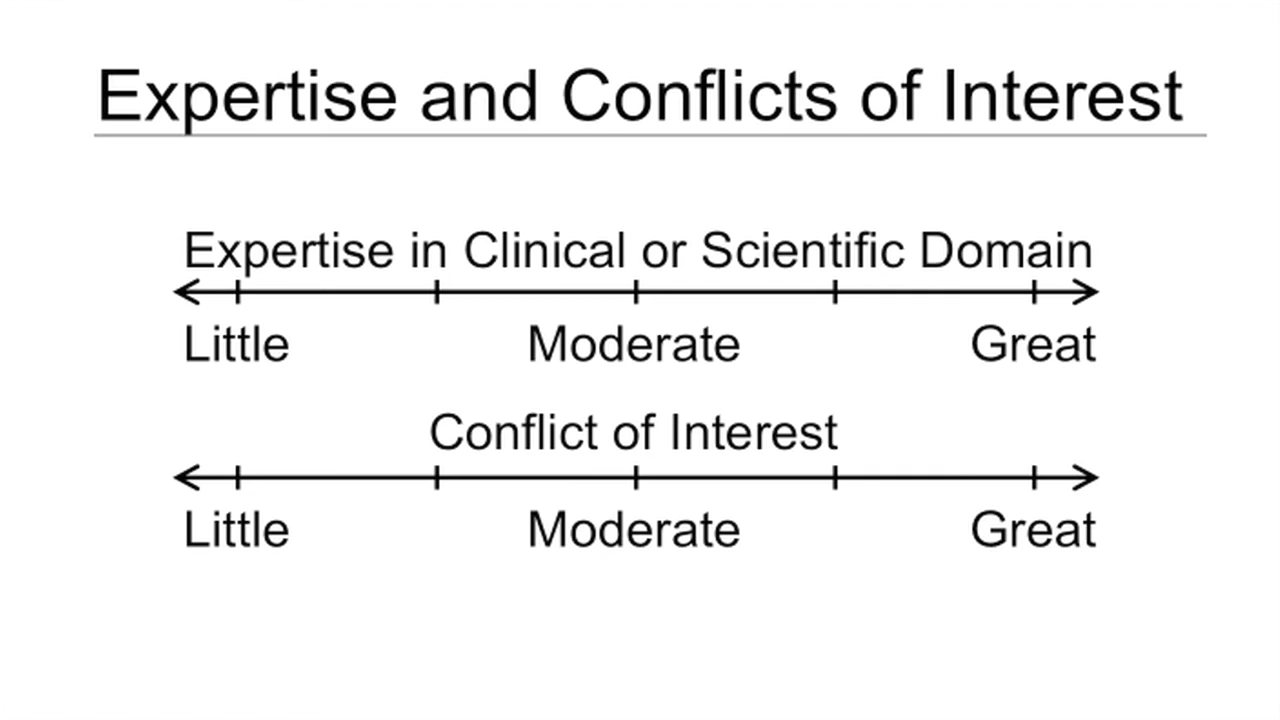 Expertise and Conflicts of Interest
Expertise in Clinical or Scientific Domain
Little Moderate Great
Conflict of Interest
Little Moderate Great